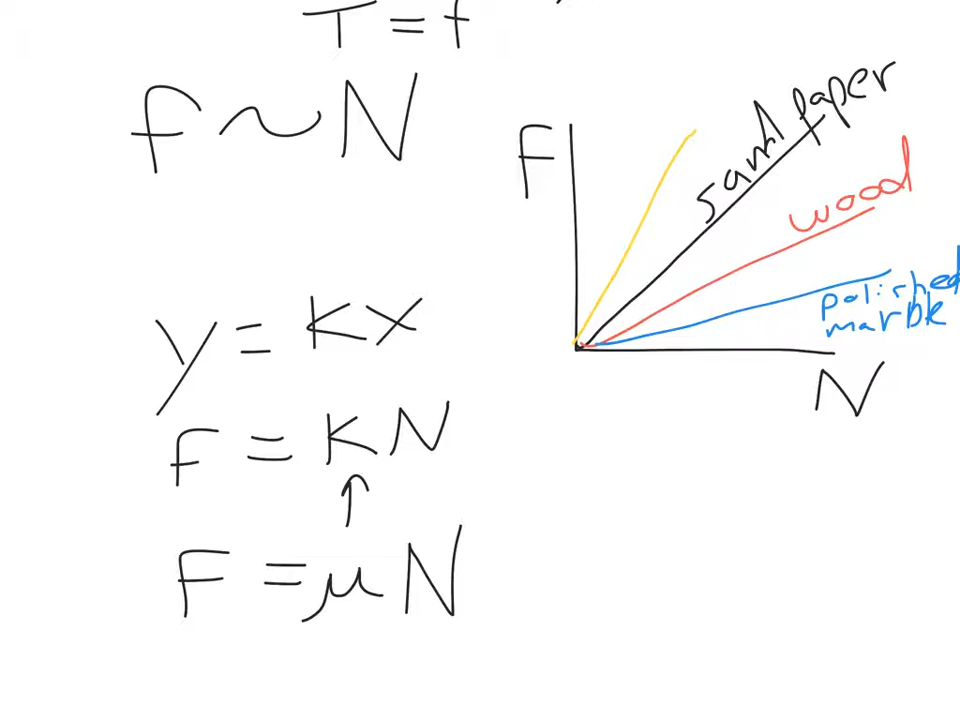 T = f
f ~ N
y = kx
f = kN
F = μN
F
sand paper
wood
polished
marble
N